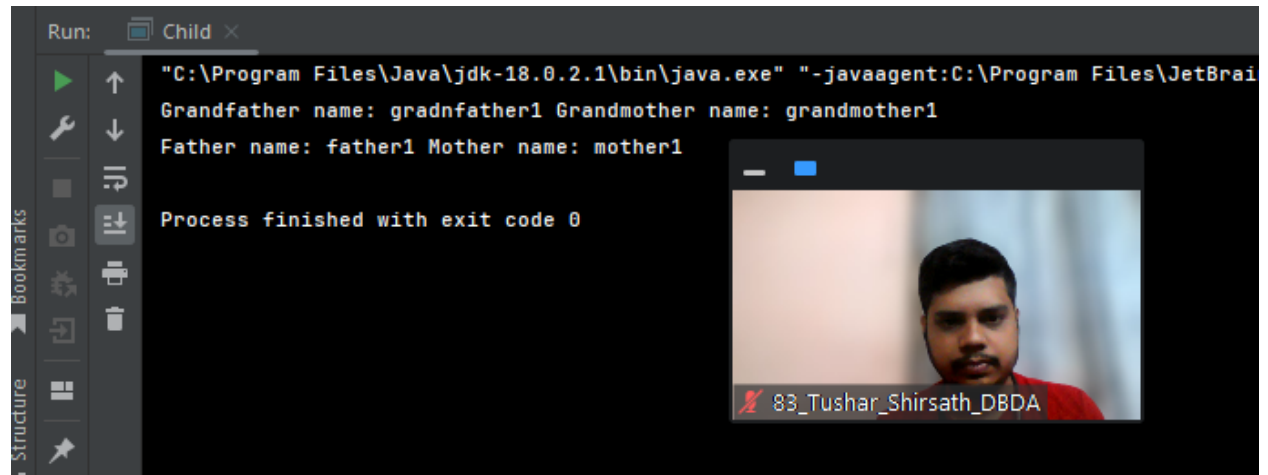 Run: Child
"C:\Program Files\Java\jdk-18.0.2.1\bin\java.exe" "-javaagent:C:\Program Files\JetBrai
Grandfather name: gradnfather1 Grandmother name: grandmother1
Father name: father1 Mother name: mother1
Process finished with exit code 0
83_Tushar_Shirsath_DBDA
Bookmarks
Structure